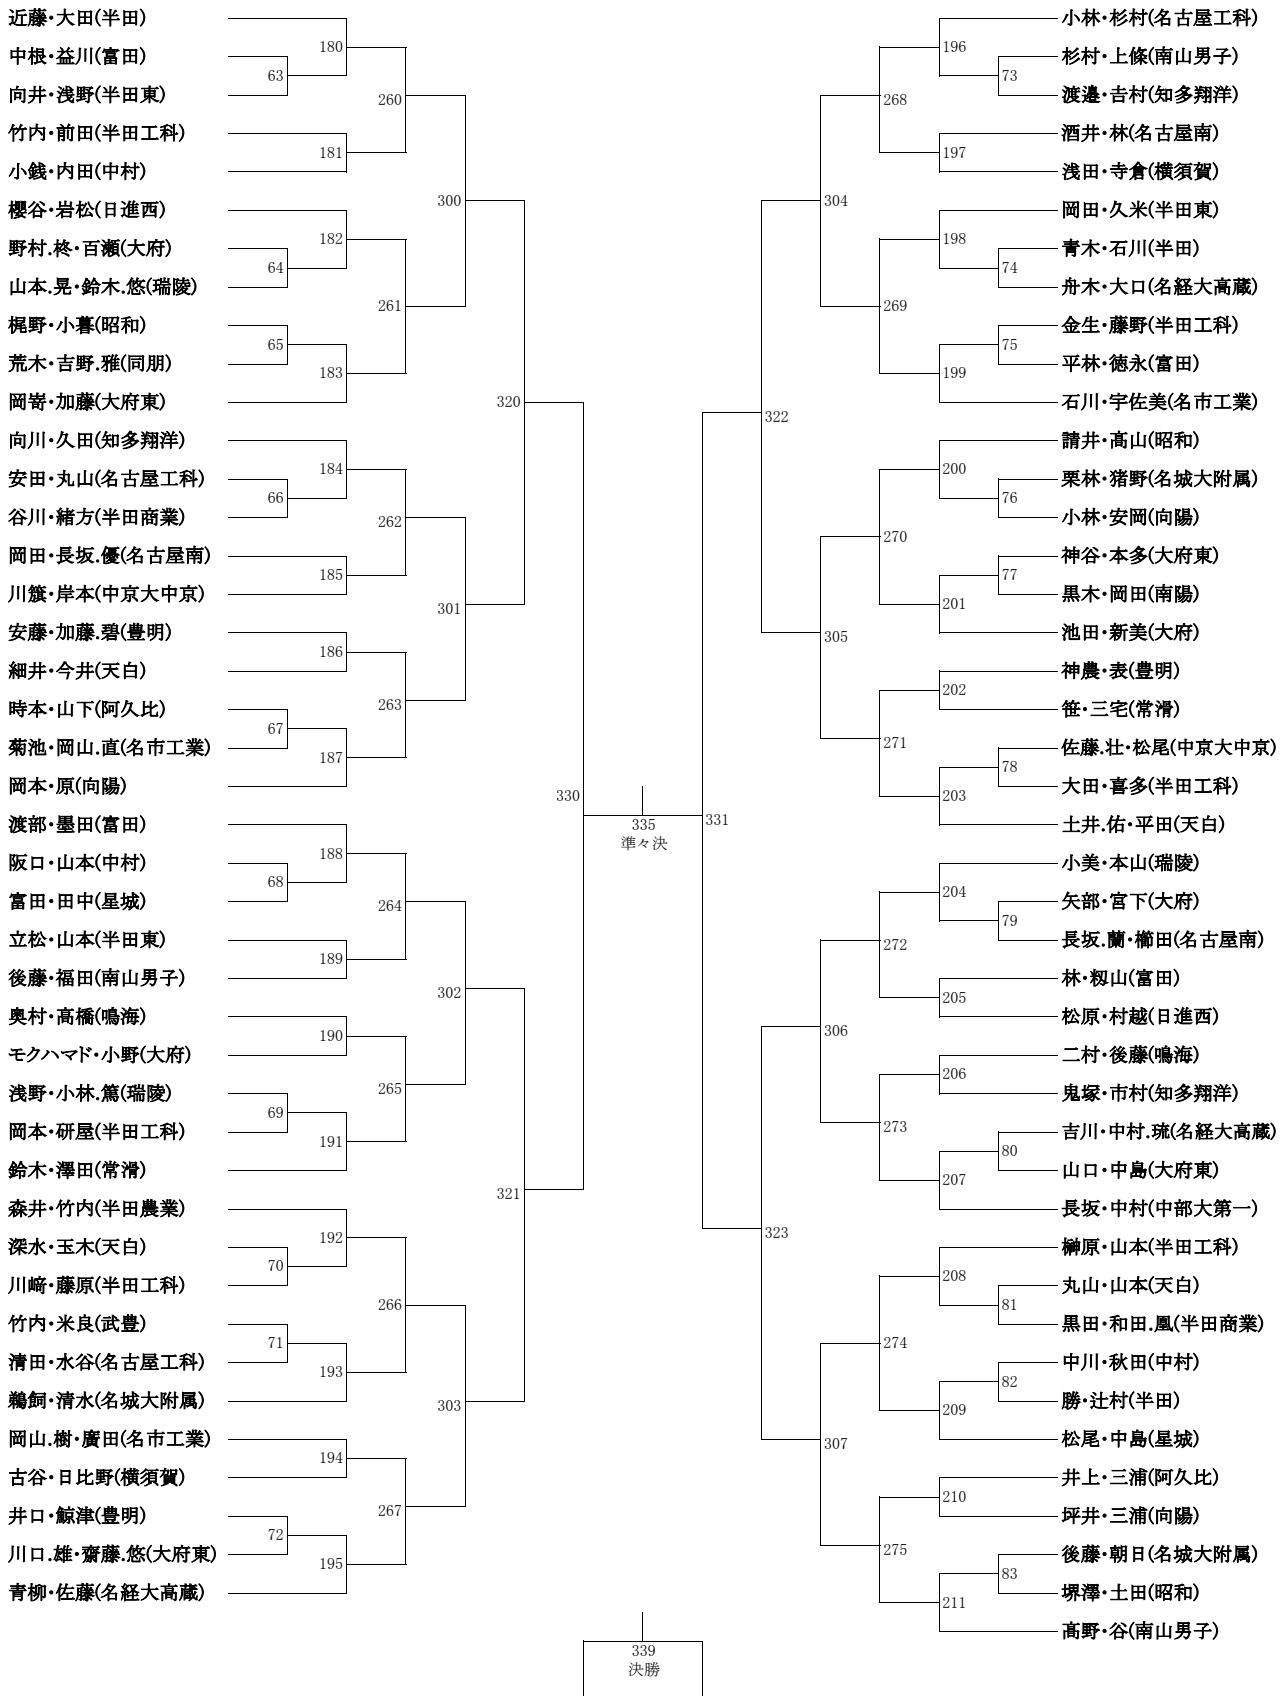 近藤・大田(半田)
中根・益川(富田)
向井・浅野(半田東)
竹内・前田(半田工科)
小銭・内田(中村)
櫻谷・岩松(日進西)
野村.柊・百瀬(大府)
山本.晃・鈴木.悠(瑞陵)
梶野・小暮(昭和)
荒木・吉野.雅(同朋)
岡嵜・加藤(大府東)
向川・久田(知多翔洋)
安田・丸山(名古屋工科)
谷川・緒方(半田商業)
岡田・長坂.優(名古屋南)
川籏・岸本(中京大中京)
安藤・加藤.碧(豊明)
細井・今井(天白)
時本・山下(阿久比)
菊池・岡山.直(名市工業)
岡本・原(向陽)
渡部・墨田(富田)
阪口・山本(中村)
富田・田中(星城)
立松・山本(半田東)
後藤・福田(南山男子)
奥村・高橋(鳴海)
モクハマド・小野(大府)
浅野・小林.篤(瑞陵)
岡本・研屋(半田工科)
鈴木・澤田(常滑)
森井・竹内(半田農業)
深水・玉木(天白)
川﨑・藤原(半田工科)
竹内・米良(武豊)
清田・水谷(名古屋工科)
鵜飼・清水(名城大附属)
岡山.樹・廣田(名市工業)
古谷・日比野(横須賀)
井口・鯨津(豊明)
川口.雄・齋藤.悠(大府東)
青柳・佐藤(名経大高蔵)
63
64
65
66
67
68
69
70
71
72
180
181
182
183
184
185
186
187
188
189
190
191
192
193
194
195
260
261
262
263
264
265
266
267
300
301
302
303
320
321
330
335
準々決
339
決勝
331
322
323
304
305
306
307
268
269
270
271
272
273
274
275
196
197
198
199
200
201
202
203
204
205
206
207
208
209
210
211
73
74
75
76
77
78
79
80
81
82
83
小林・杉村(名古屋工科)
杉村・上條(南山男子)
渡邉・𠮷村(知多翔洋)
酒井・林(名古屋南)
浅田・寺倉(横須賀)
岡田・久米(半田東)
青木・石川(半田)
舟木・大口(名経大高蔵)
金生・藤野(半田工科)
平林・徳永(富田)
石川・宇佐美(名市工業)
請井・髙山(昭和)
栗林・猪野(名城大附属)
小林・安岡(向陽)
神谷・本多(大府東)
黒木・岡田(南陽)
池田・新美(大府)
神農・表(豊明)
笹・三宅(常滑)
佐藤.壮・松尾(中京大中京)
大田・喜多(半田工科)
土井.佑・平田(天白)
小美・本山(瑞陵)
矢部・宮下(大府)
長坂.蘭・櫛田(名古屋南)
林・籾山(富田)
松原・村越(日進西)
二村・後藤(鳴海)
鬼塚・市村(知多翔洋)
吉川・中村.琉(名経大高蔵)
山口・中島(大府東)
長坂・中村(中部大第一)
榊原・山本(半田工科)
丸山・山本(天白)
黒田・和田.凰(半田商業)
中川・秋田(中村)
勝・辻村(半田)
松尾・中島(星城)
井上・三浦(阿久比)
坪井・三浦(向陽)
後藤・朝日(名城大附属)
堺澤・土田(昭和)
髙野・谷(南山男子)